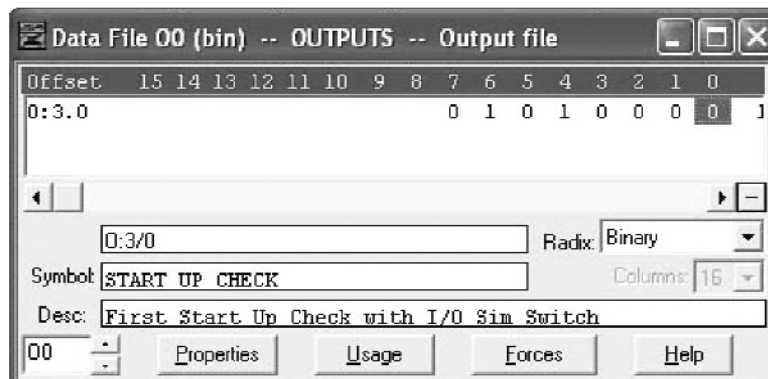 Data File O0 (bin) -- OUTPUTS -- Output file
Offset 15 14 13 12 11 10 9 8 7 6 5 4 3 2 1 0
O:3.0 0 1 0 1 0 0 0 0
O:3/0 Radix: Binary
Symbol: START UP CHECK Columns: 16
Desc: First Start Up Check with I/O Sim Switch
O0 Properties Usage Forces Help